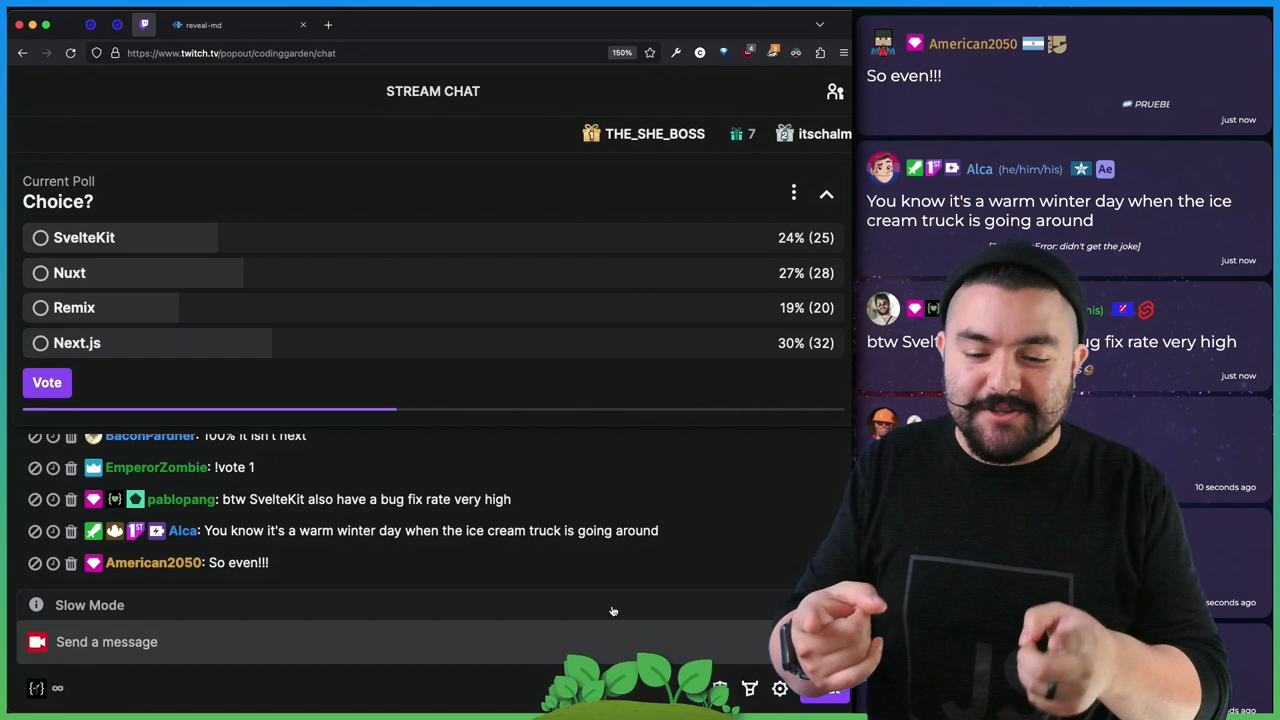 reveal-md
https://www.twitch.tv/popout/codinggarden/chat
150%
STREAM CHAT
THE_SHE_BOSS 7 itschalm
Current Poll
Choice?
SvelteKit 24% (25)
Nuxt 27% (28)
Remix 19% (20)
Next.js 30% (32)
Vote
BaconPardner: 100% it isn't next
EmperorZombie: !vote 1
pablopang: btw SvelteKit also have a bug fix rate very high
Alca: You know it's a warm winter day when the ice cream truck is going around
American2050: So even!!!
Slow Mode
Send a message
American2050
So even!!!
PRUEBE
just now
Alca (he/him/his) Ae
You know it's a warm winter day when the
ice cream truck is going around
Error: didn't get the joke]
just now
his)
btw Svel ug fix rate very high
just now
10 seconds ago
seconds ago
JS